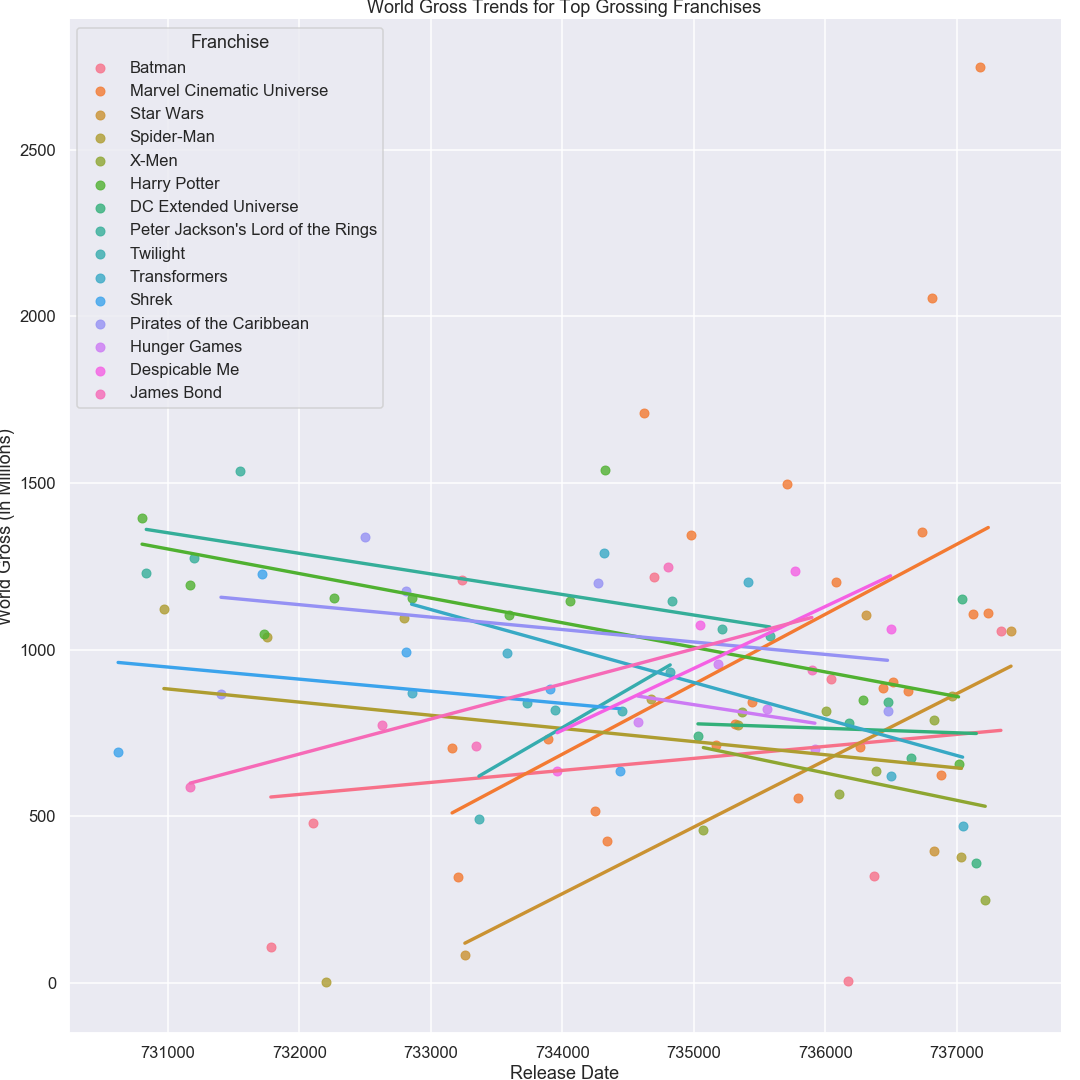 World Gross Trends for Top Grossing Franchises
Franchise
Batman
Marvel Cinematic Universe
Star Wars
Spider-Man
X-Men
Harry Potter
DC Extended Universe
Peter Jackson's Lord of the Rings
Twilight
Transformers
Shrek
Pirates of the Caribbean
Hunger Games
Despicable Me
James Bond
World Gross (in Millions)
2500
2000
1500
1000
500
0
731000 732000 733000 734000 735000 736000 737000
Release Date